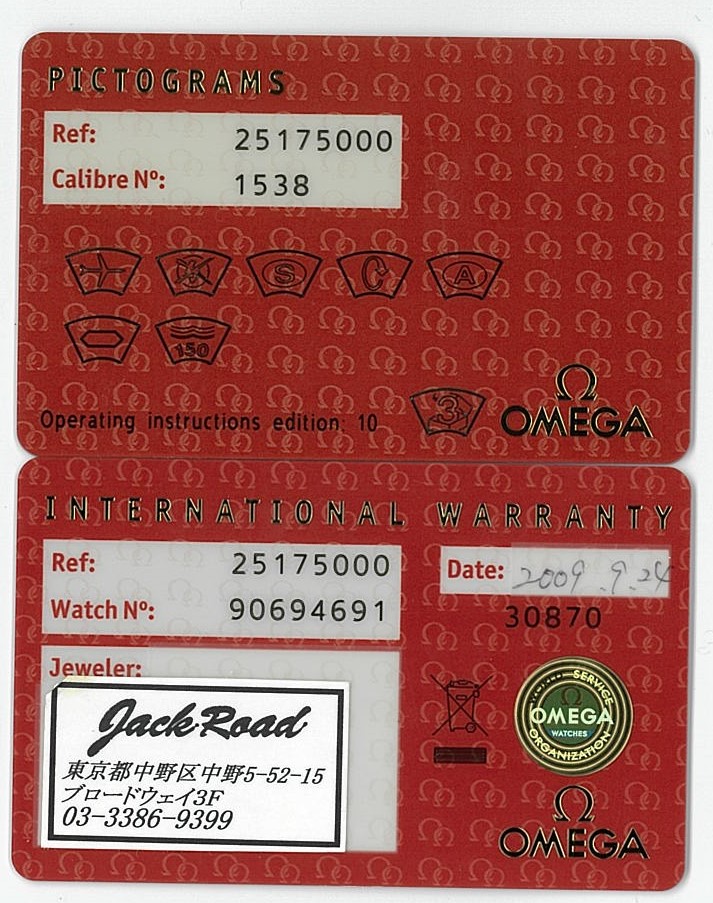 PICTOGRAMS
Ref: 25175000
Calibre Nº: 1538
S C A
150
3
Operating instructions edition: 10
Ω
OMEGA
INTERNATIONAL WARRANTY
Ref: 25175000
Date: 2009.9.24
Watch Nº: 90694691
30870
Jeweler:
Jack Road
東京都中野区中野5-52-15
ブロードウェイ3F
03-3386-9399
SERVICE
Ω
OMEGA
WATCHES
ORGANIZATION
Ω
OMEGA